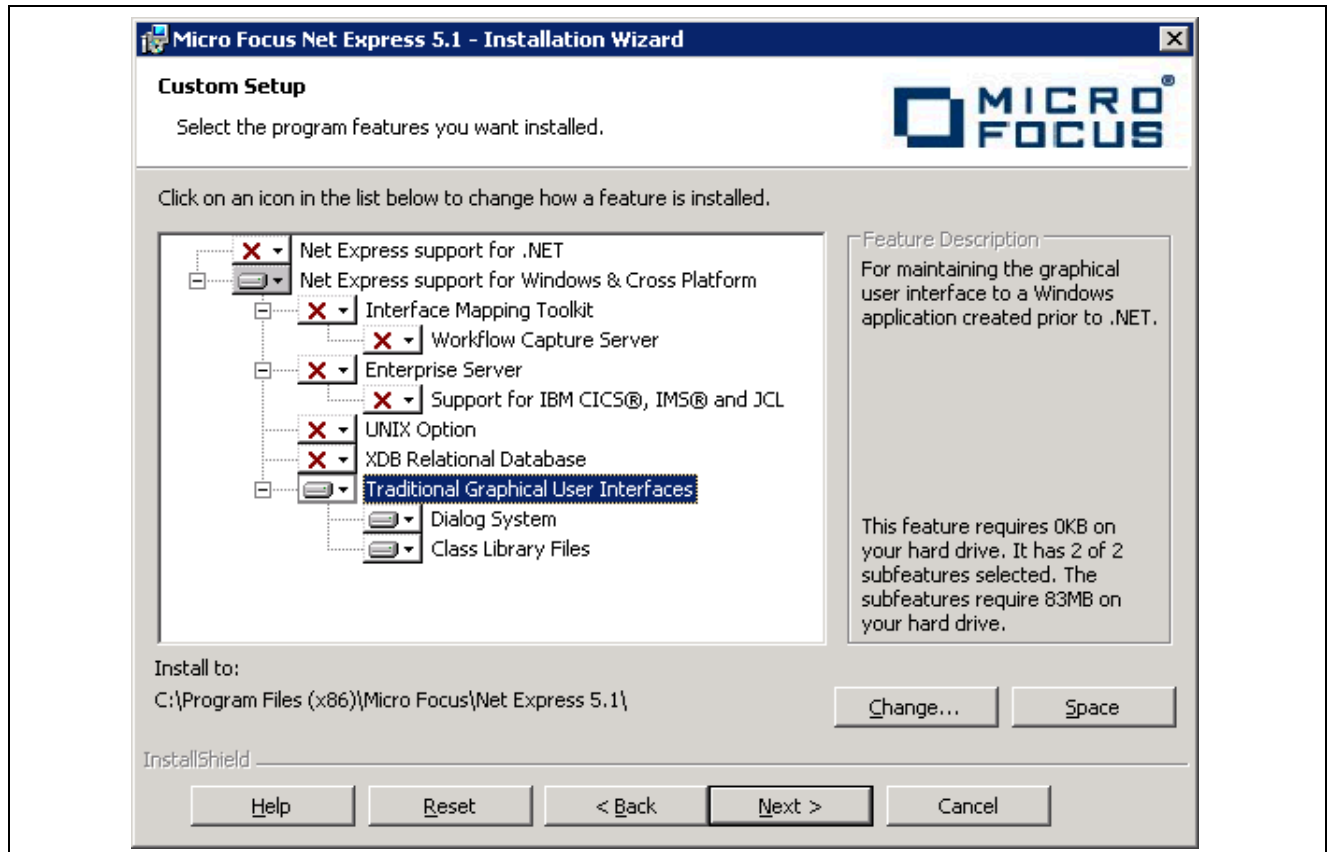 Micro Focus Net Express 5.1 - Installation Wizard
Custom Setup
Select the program features you want installed.
MICRO
FOCUS
®
Click on an icon in the list below to change how a feature is installed.
Net Express support for .NET
Net Express support for Windows & Cross Platform
Interface Mapping Toolkit
Workflow Capture Server
Enterprise Server
Support for IBM CICS®, IMS® and JCL
UNIX Option
XDB Relational Database
Traditional Graphical User Interfaces
Dialog System
Class Library Files
Feature Description
For maintaining the graphical
user interface to a Windows
application created prior to .NET.
This feature requires 0KB on
your hard drive. It has 2 of 2
subfeatures selected. The
subfeatures require 83MB on
your hard drive.
Install to:
C:\Program Files (x86)\Micro Focus\Net Express 5.1\
Change...
Space
InstallShield
Help
Reset
< Back
Next >
Cancel